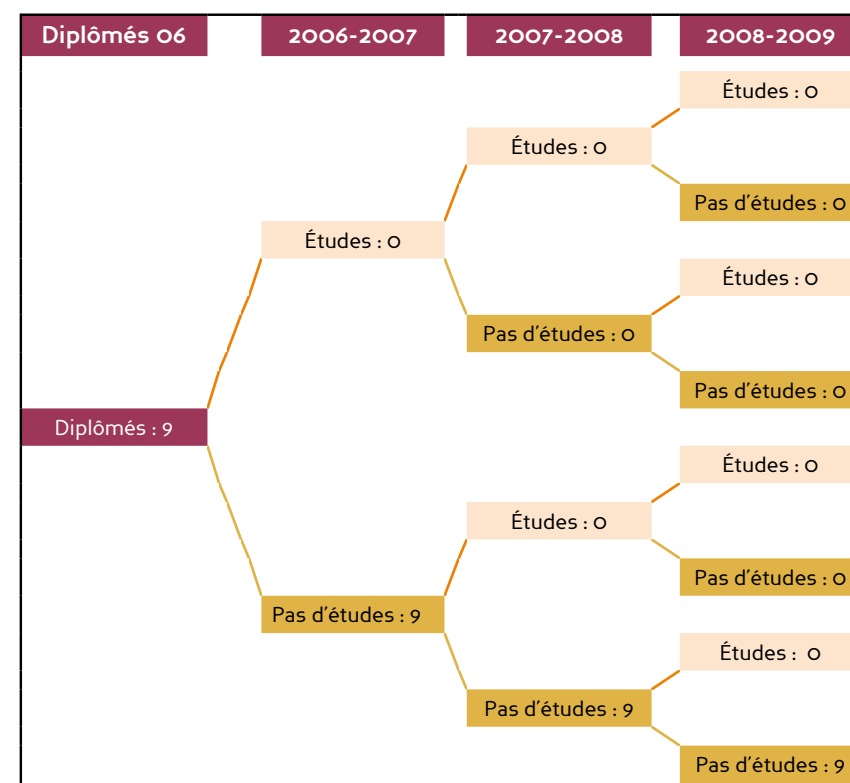 Diplômés 06 2006-2007 2007-2008 2008-2009
Études : 0
Études : 0
Pas d'études : 0
Études : 0
Études : 0
Pas d'études : 0
Pas d'études : 0
Diplômés : 9
Études : 0
Études : 0
Pas d'études : 0
Pas d'études : 9
Études : 0
Pas d'études : 9
Pas d'études : 9